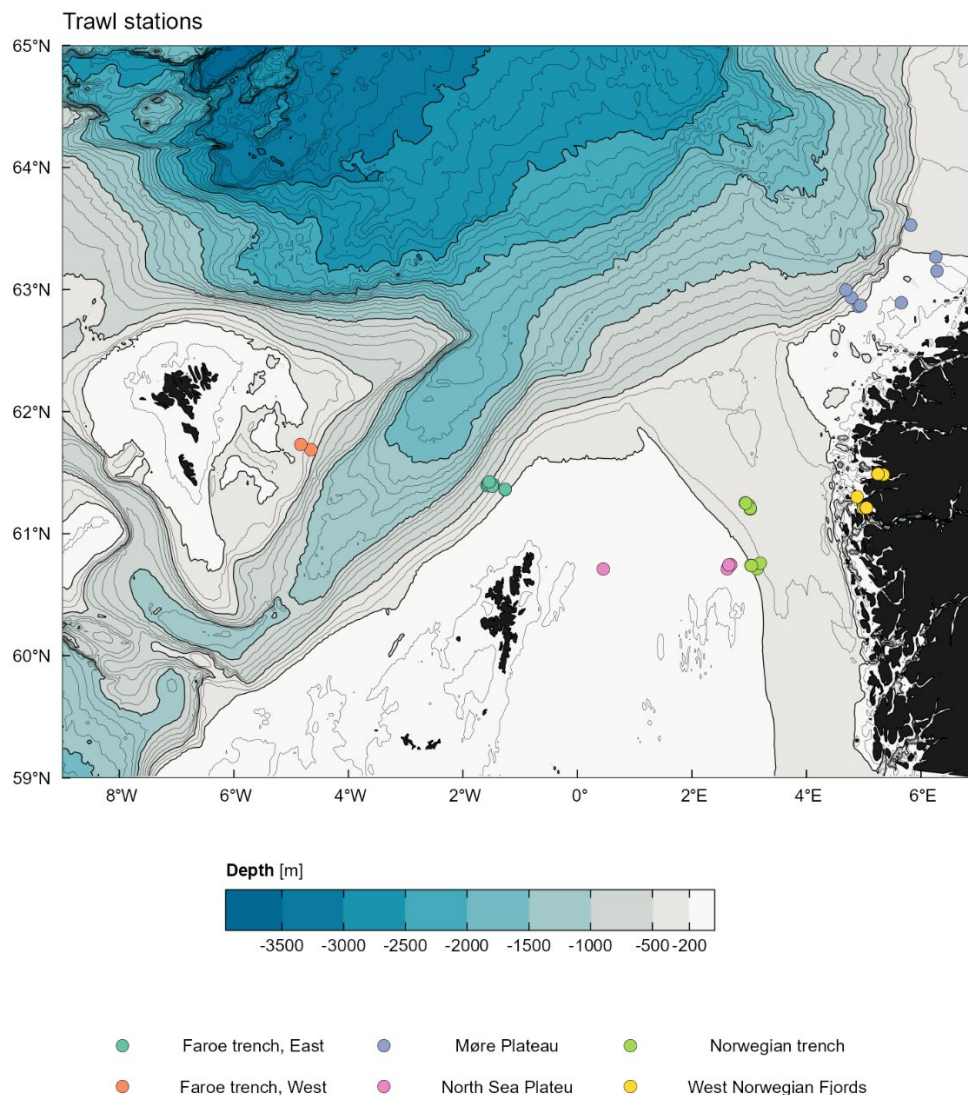 Trawl stations
65°N
64°N
63°N
62°N
61°N
60°N
59°N
8°W 6°W 4°W 2°W 0° 2°E 4°E 6°E
Depth [m]
-3500 -3000 -2500 -2000 -1500 -1000 -500 -200
Faroe trench, East Møre Plateau Norwegian trench
Faroe trench, West North Sea Plateu West Norwegian Fjords